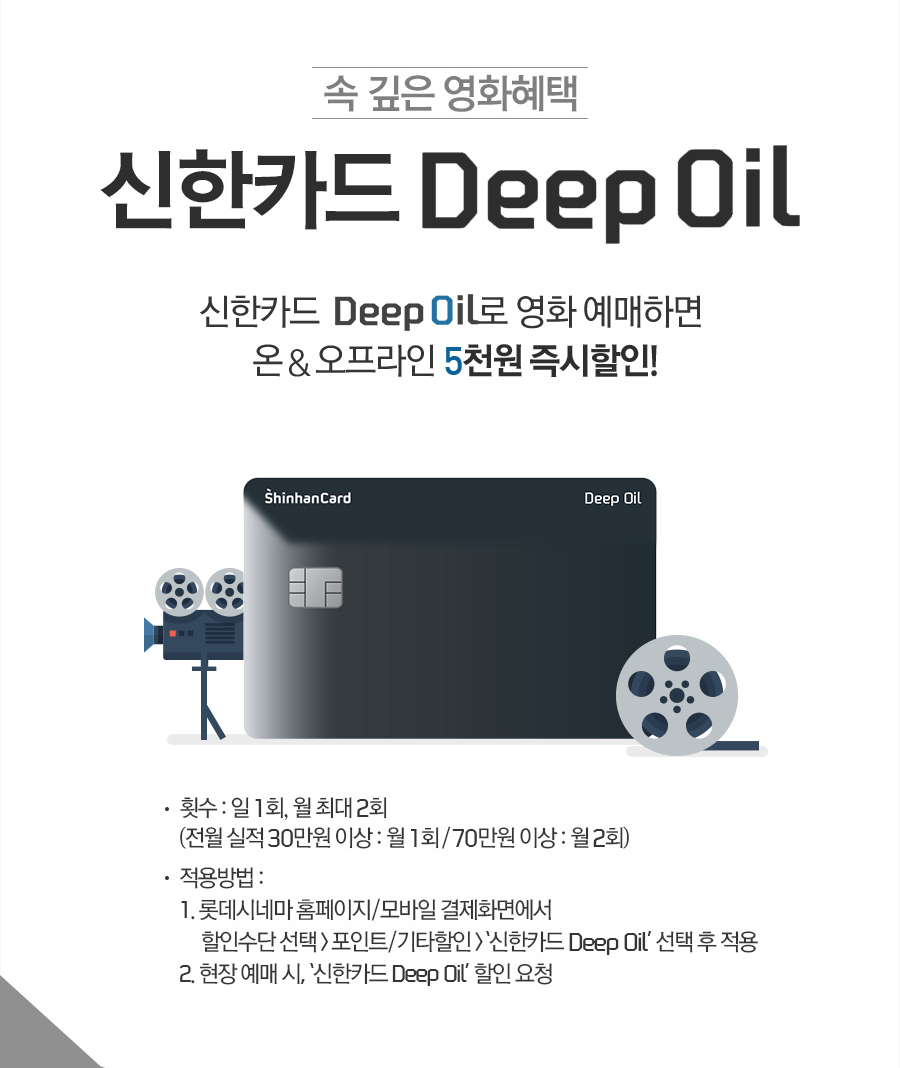 속 깊은 영화혜택
신한카드 Deep Oil
신한카드 Deep Oil로 영화 예매하면
온 & 오프라인 5천원 즉시할인!
ShinhanCard
Deep Oil
• 횟수 : 일 1회, 월 최대 2회
(전월 실적 30만원 이상 : 월 1회 / 70만원 이상 : 월 2회)
• 적용방법 :
1. 롯데시네마 홈페이지/모바일 결제화면에서
할인수단 선택 > 포인트/기타할인 > ‘신한카드 Deep Oil’ 선택 후 적용
2. 현장 예매 시, ‘신한카드 Deep Oil’ 할인 요청